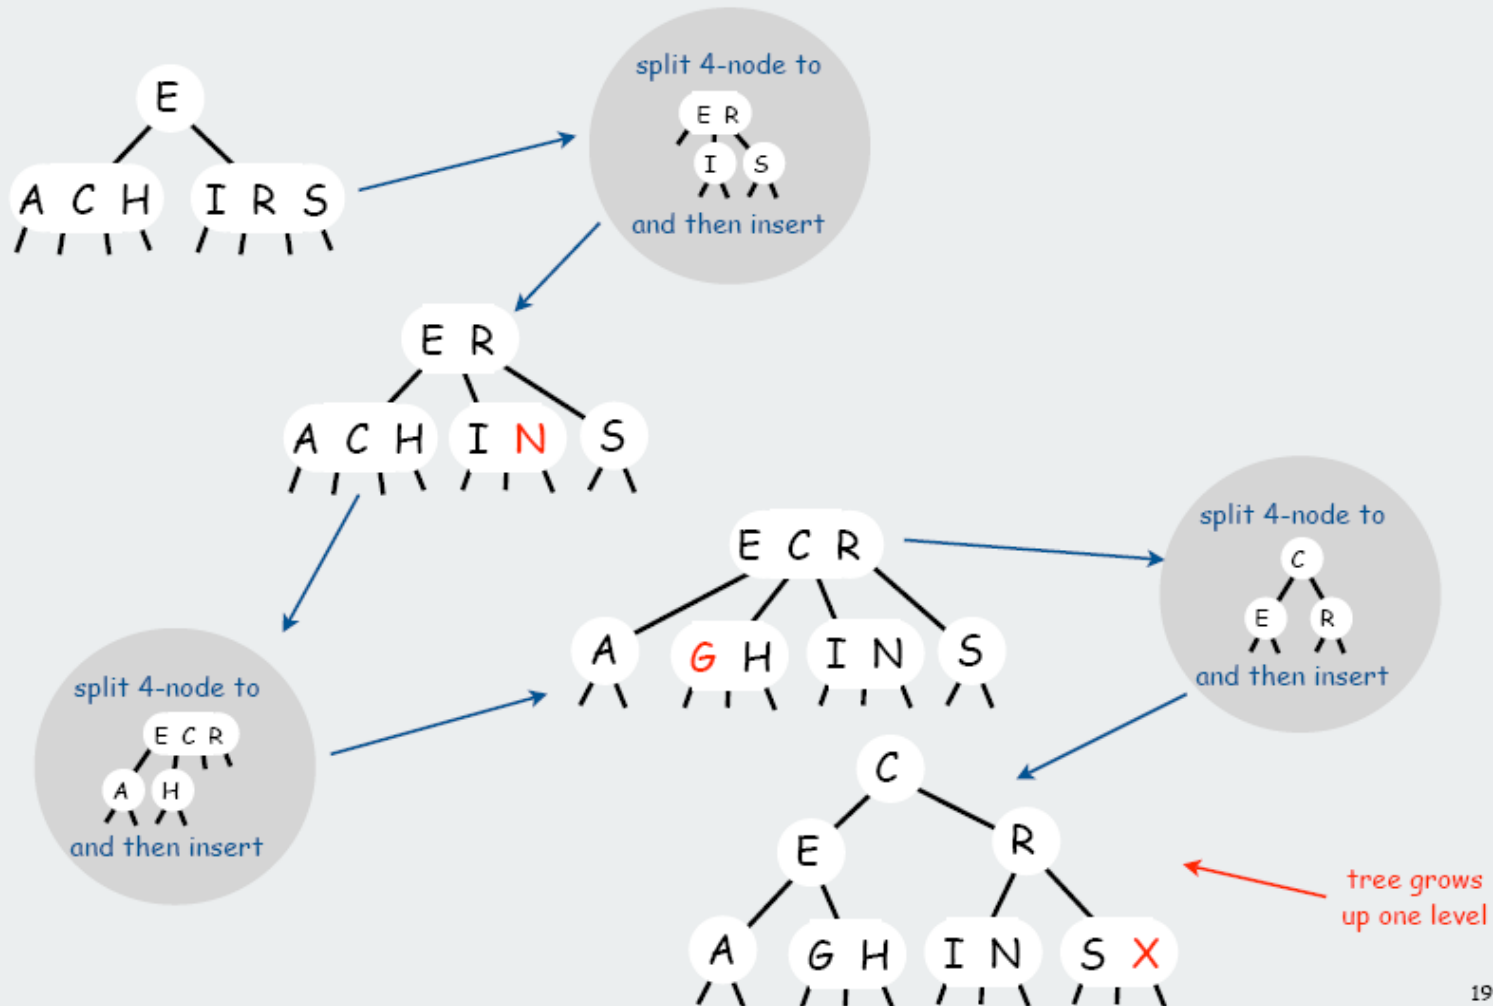 E
A C H
I R S
split 4-node to
E R
I
S
and then insert
E R
A C H
I N
S
split 4-node to
E C R
A
H
and then insert
E C R
A
G H
I N
S
split 4-node to
C
E
R
and then insert
C
E
R
A
G H
I N
S X
tree grows
up one level
19